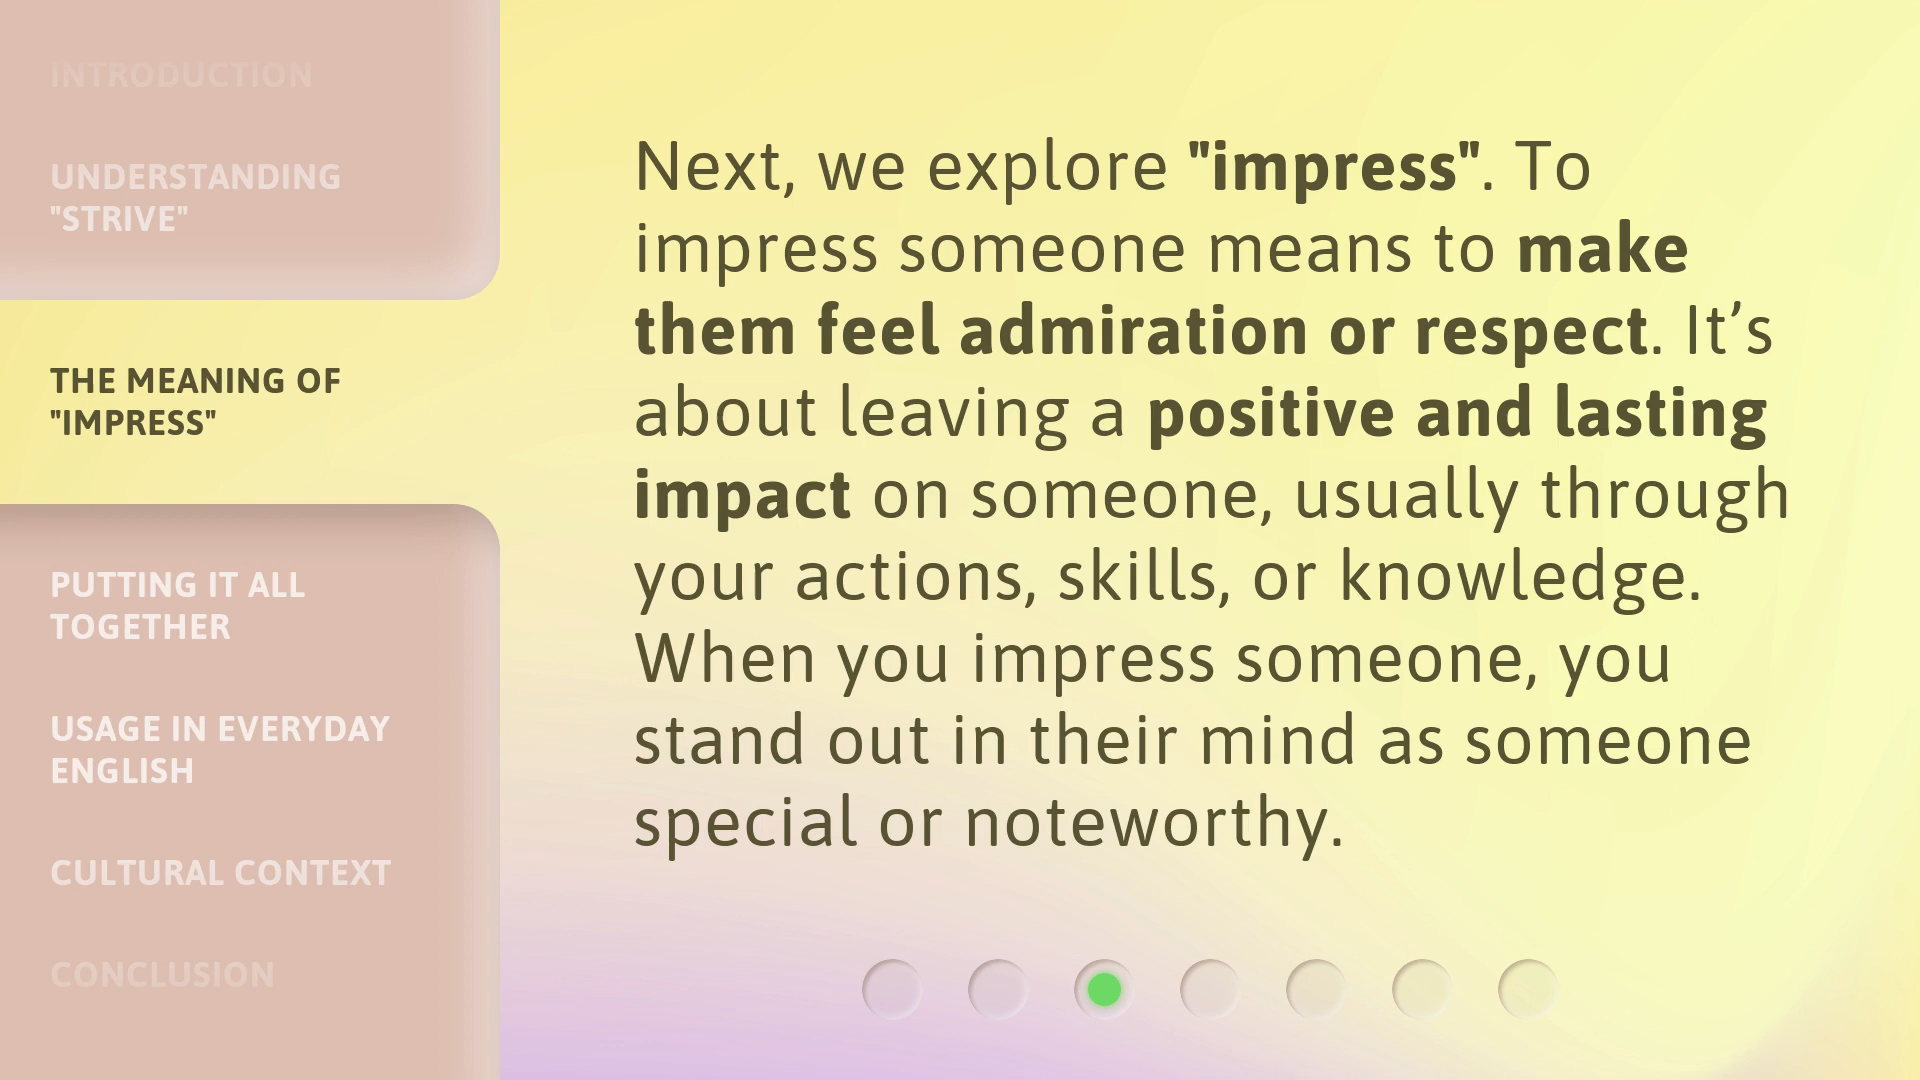 INTRODUCTION
UNDERSTANDING
"STRIVE"
THE MEANING OF
"IMPRESS"
PUTTING IT ALL
TOGETHER
USAGE IN EVERYDAY
ENGLISH
CULTURAL CONTEXT
CONCLUSION
Next, we explore "impress". To
impress someone means to make
them feel admiration or respect. It’s
about leaving a positive and lasting
impact on someone, usually through
your actions, skills, or knowledge.
When you impress someone, you
stand out in their mind as someone
special or noteworthy.